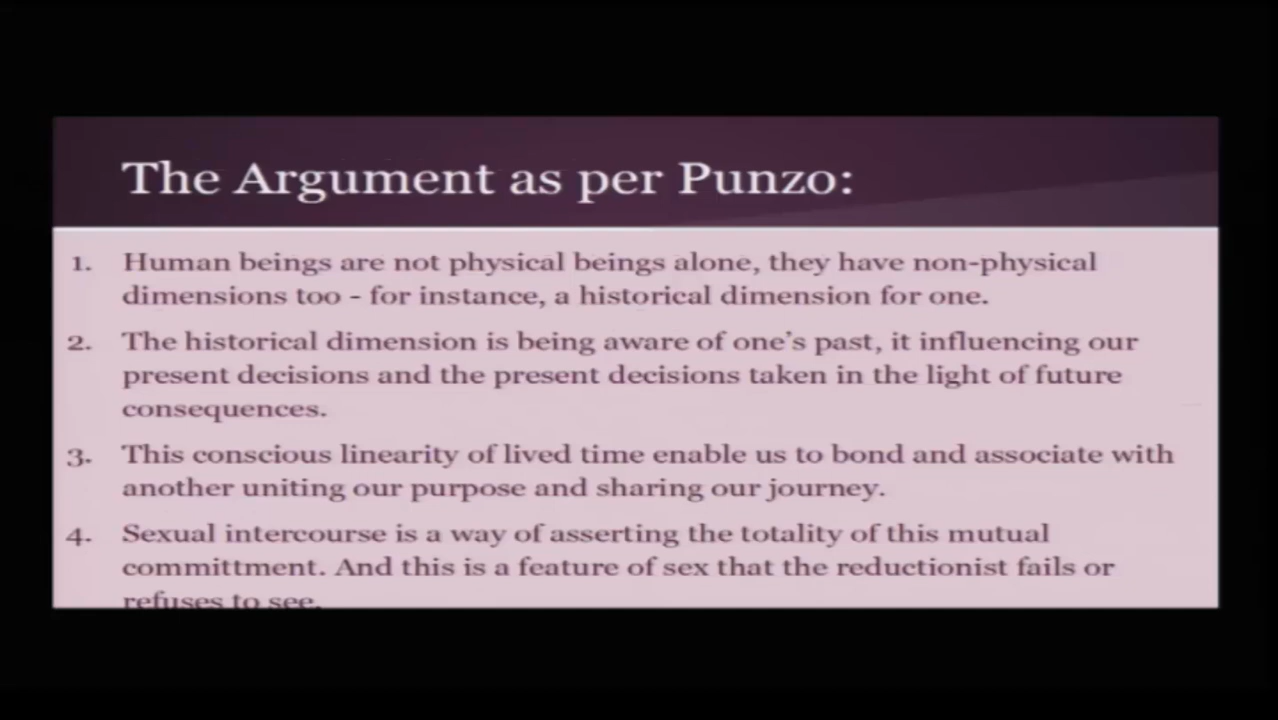 The Argument as per Punzo:
1. Human beings are not physical beings alone, they have non-physical
dimensions too - for instance, a historical dimension for one.
2. The historical dimension is being aware of one's past, it influencing our
present decisions and the present decisions taken in the light of future
consequences.
3. This conscious linearity of lived time enable us to bond and associate with
another uniting our purpose and sharing our journey.
4. Sexual intercourse is a way of asserting the totality of this mutual
committment. And this is a feature of sex that the reductionist fails or
refuses to see.